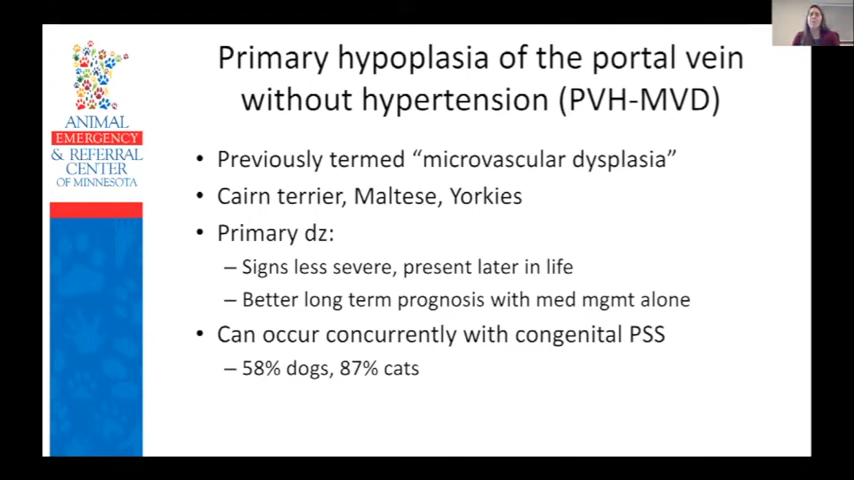 Primary hypoplasia of the portal vein
without hypertension (PVH-MVD)
ANIMAL
EMERGENCY
& REFERRAL
CENTER
OF MINNESOTA
• Previously termed “microvascular dysplasia”
• Cairn terrier, Maltese, Yorkies
• Primary dz:
– Signs less severe, present later in life
– Better long term prognosis with med mgmt alone
• Can occur concurrently with congenital PSS
– 58% dogs, 87% cats